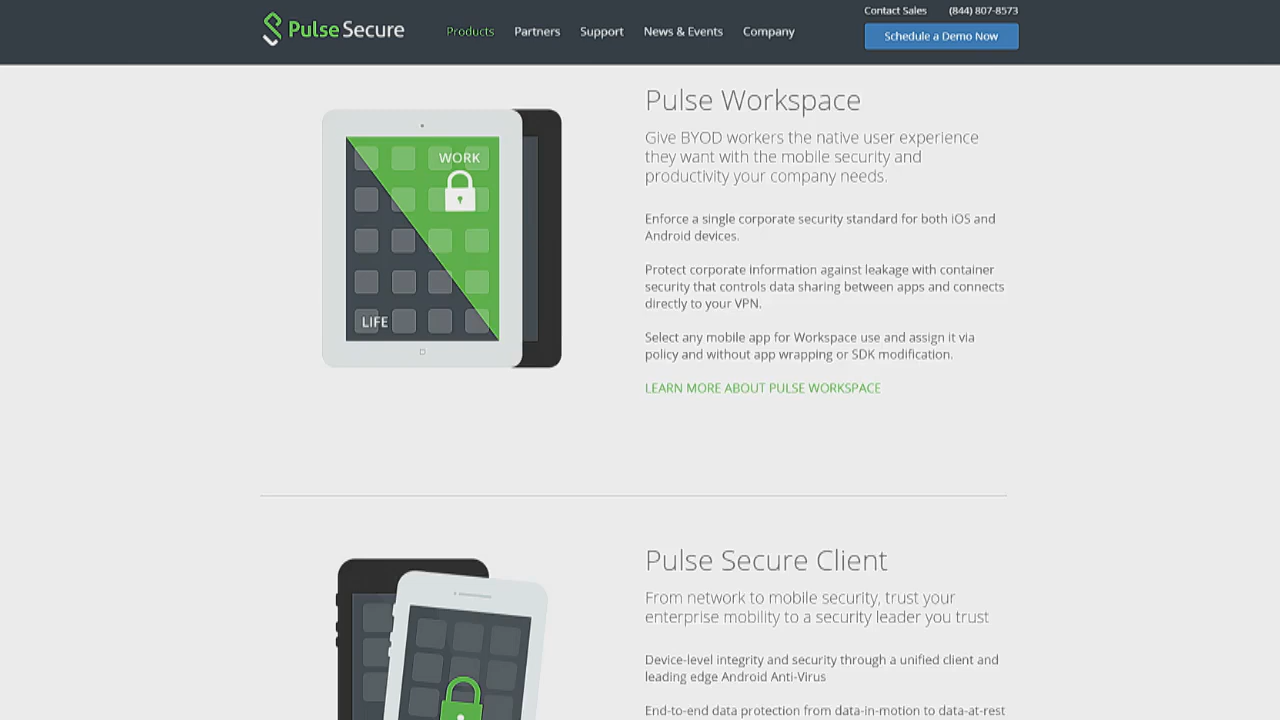 Contact Sales (844) 807-8573
Pulse Secure Products Partners Support News & Events Company
Schedule a Demo Now
Pulse Workspace
Give BYOD workers the native user experience
they want with the mobile security and
productivity your company needs.
WORK
LIFE
Enforce a single corporate security standard for both iOS and
Android devices.
Protect corporate information against leakage with container
security that controls data sharing between apps and connects
directly to your VPN.
Select any mobile app for Workspace use and assign it via
policy and without app wrapping or SDK modification.
LEARN MORE ABOUT PULSE WORKSPACE
Pulse Secure Client
From network to mobile security, trust your
enterprise mobility to a security leader you trust
Device-level integrity and security through a unified client and
leading edge Android Anti-Virus
End-to-end data protection from data-in-motion to data-at-rest